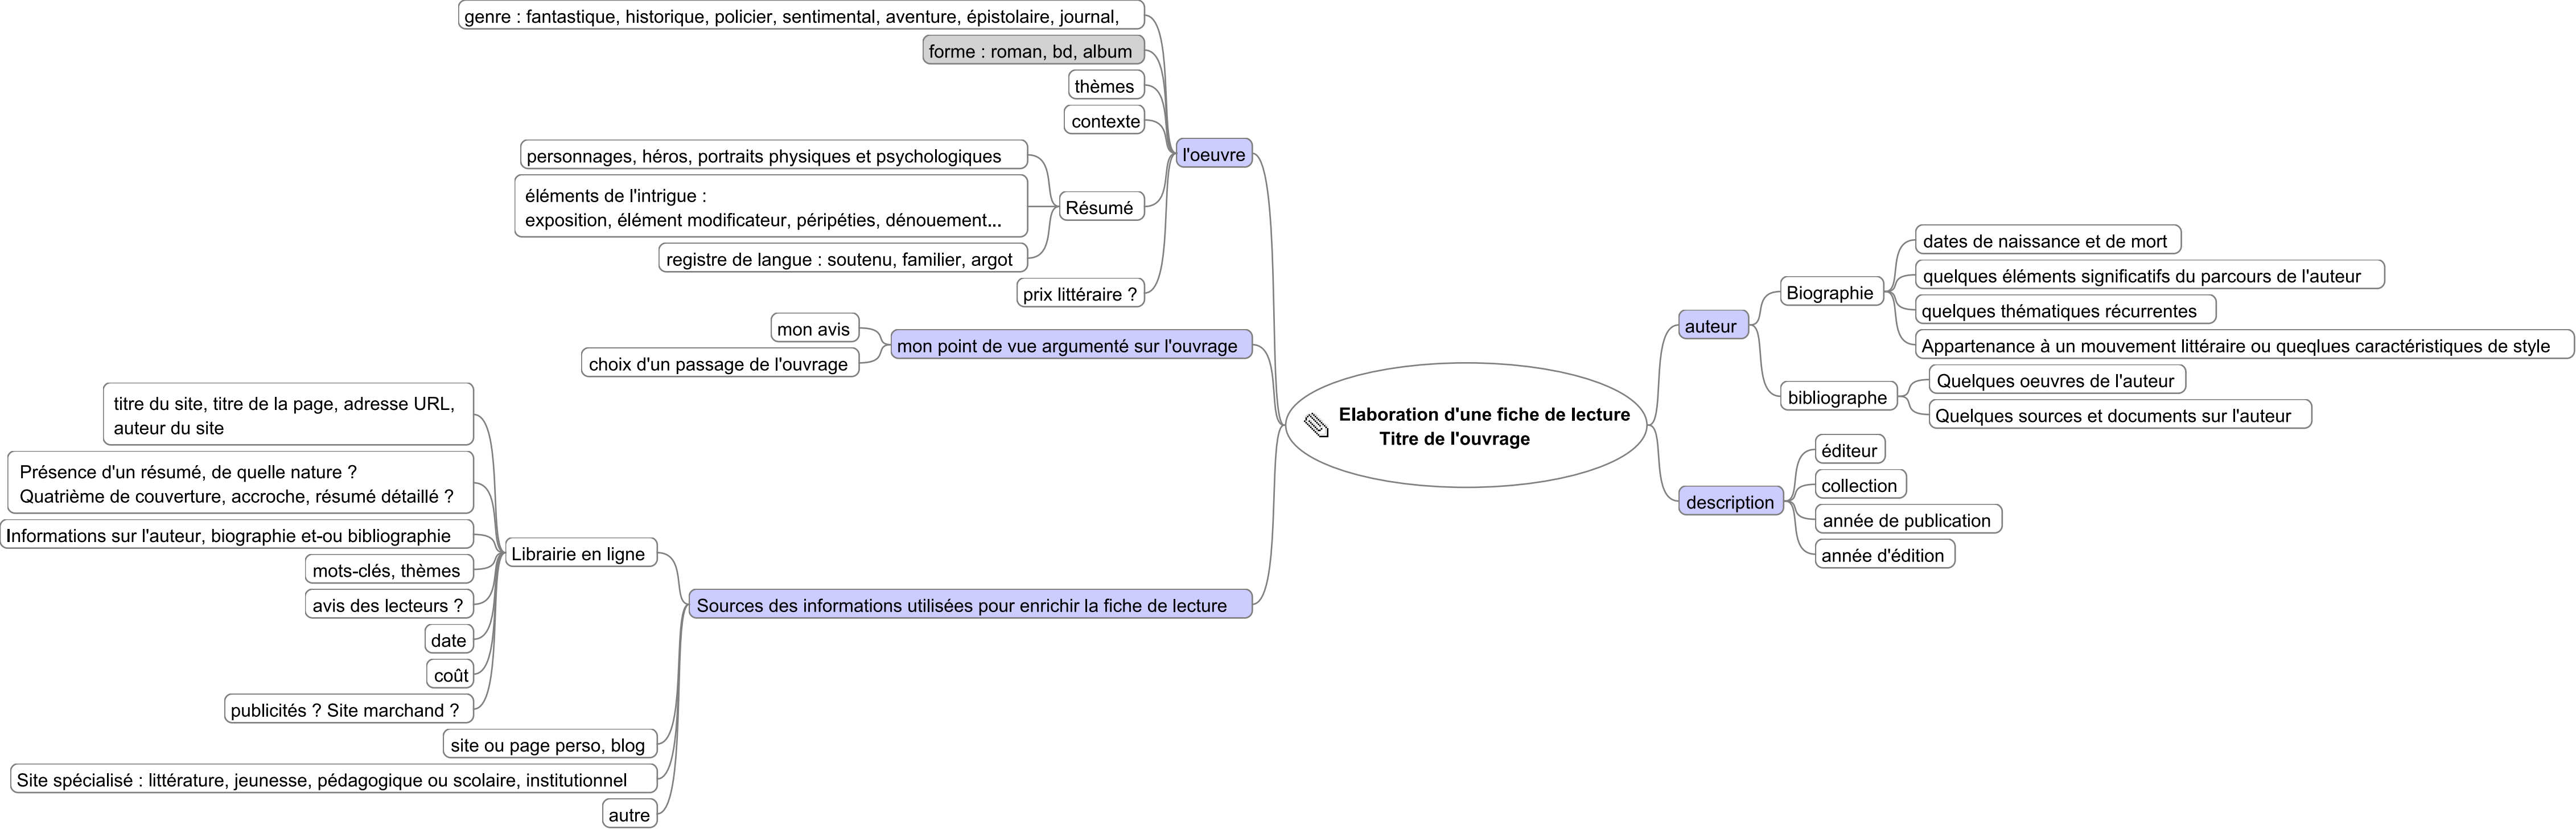 genre : fantastique, historique, policier, sentimental, aventure, épistolaire, journal,
forme : roman, bd, album
thèmes
contexte
l'oeuvre
personnages, héros, portraits physiques et psychologiques
éléments de l'intrigue :
exposition, élément modificateur, péripéties, dénouement...
Résumé
registre de langue : soutenu, familier, argot
prix littéraire ?
mon avis
mon point de vue argumenté sur l'ouvrage
choix d'un passage de l'ouvrage
titre du site, titre de la page, adresse URL,
auteur du site
Présence d'un résumé, de quelle nature ?
Quatrième de couverture, accroche, résumé détaillé ?
Informations sur l'auteur, biographie et-ou bibliographie
Librairie en ligne
mots-clés, thèmes
avis des lecteurs ?
Sources des informations utilisées pour enrichir la fiche de lecture
date
coût
publicités ? Site marchand ?
site ou page perso, blog
Site spécialisé : littérature, jeunesse, pédagogique ou scolaire, institutionnel
autre
Elaboration d'une fiche de lecture
Titre de l'ouvrage
auteur
Biographie
dates de naissance et de mort
quelques éléments significatifs du parcours de l'auteur
quelques thématiques récurrentes
Appartenance à un mouvement littéraire ou queqlues caractéristiques de style
bibliographe
Quelques oeuvres de l'auteur
Quelques sources et documents sur l'auteur
description
éditeur
collection
année de publication
année d'édition